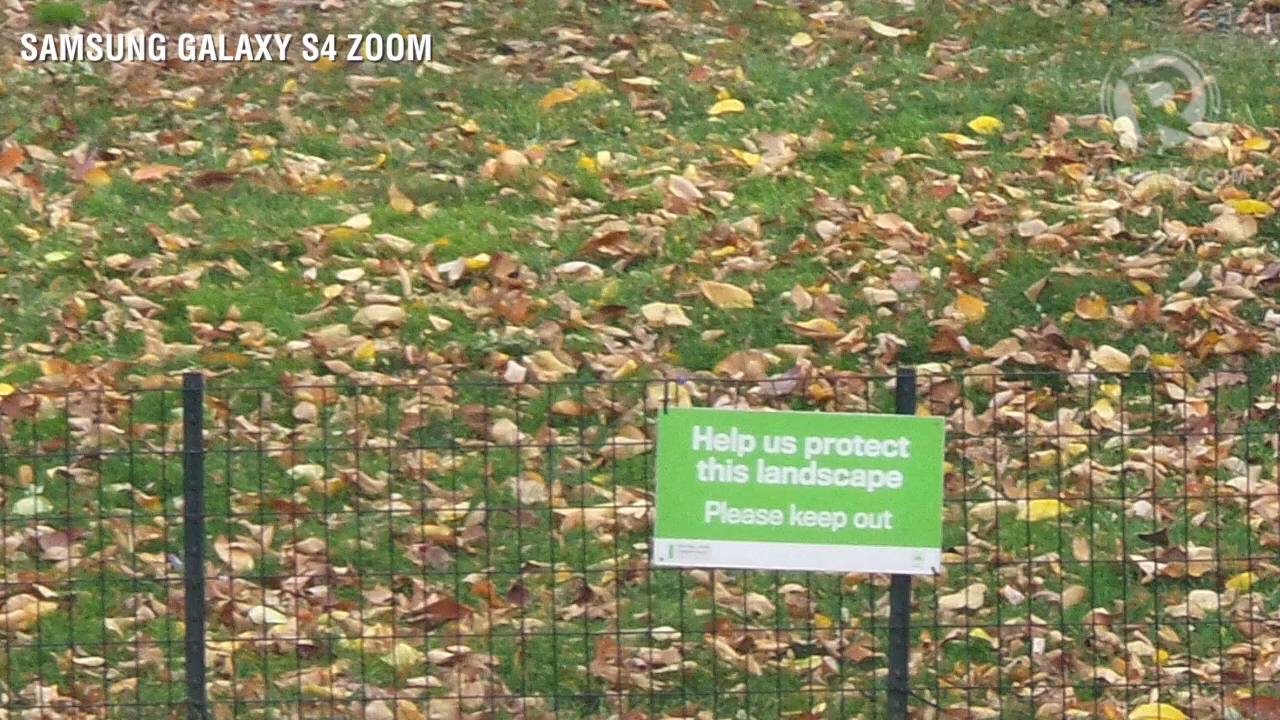 SAMSUNG GALAXY S4 ZOOM
Help us protect
this landscape
Please keep out